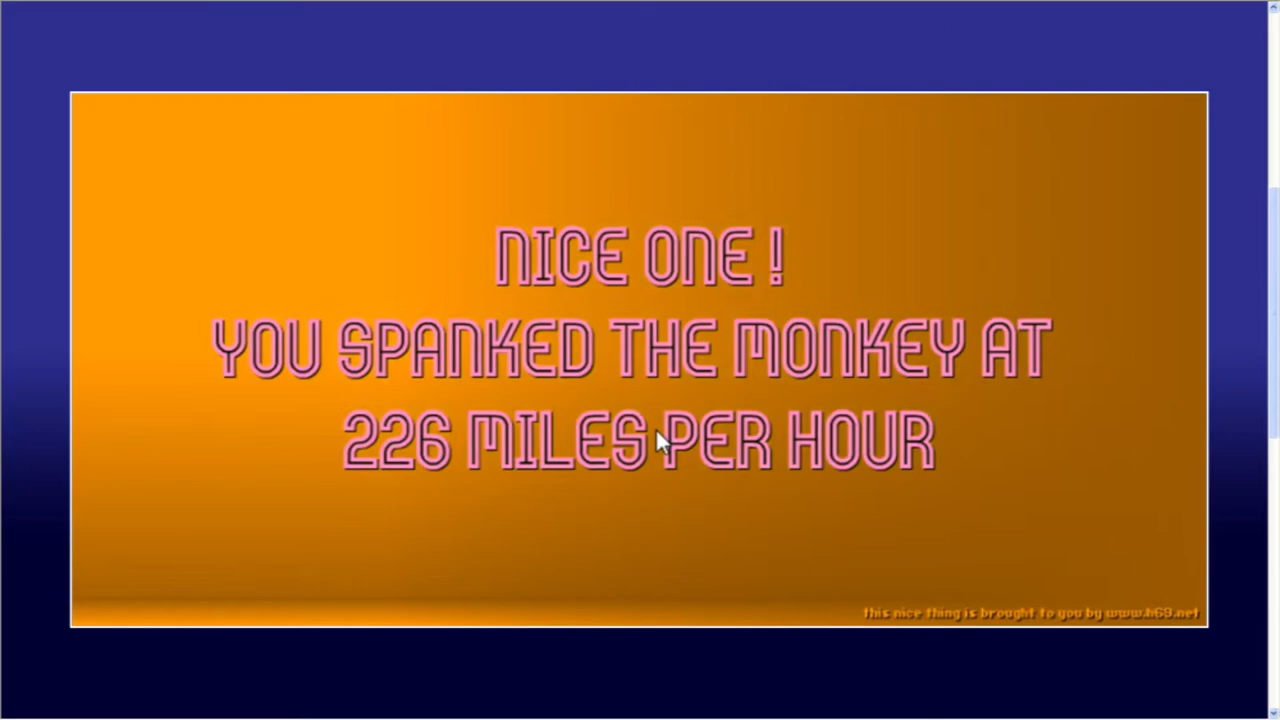 NICE ONE !
YOU SPANKED THE MONKEY AT
226 MILES PER HOUR
this nice thing is brought to you by www.h69.net